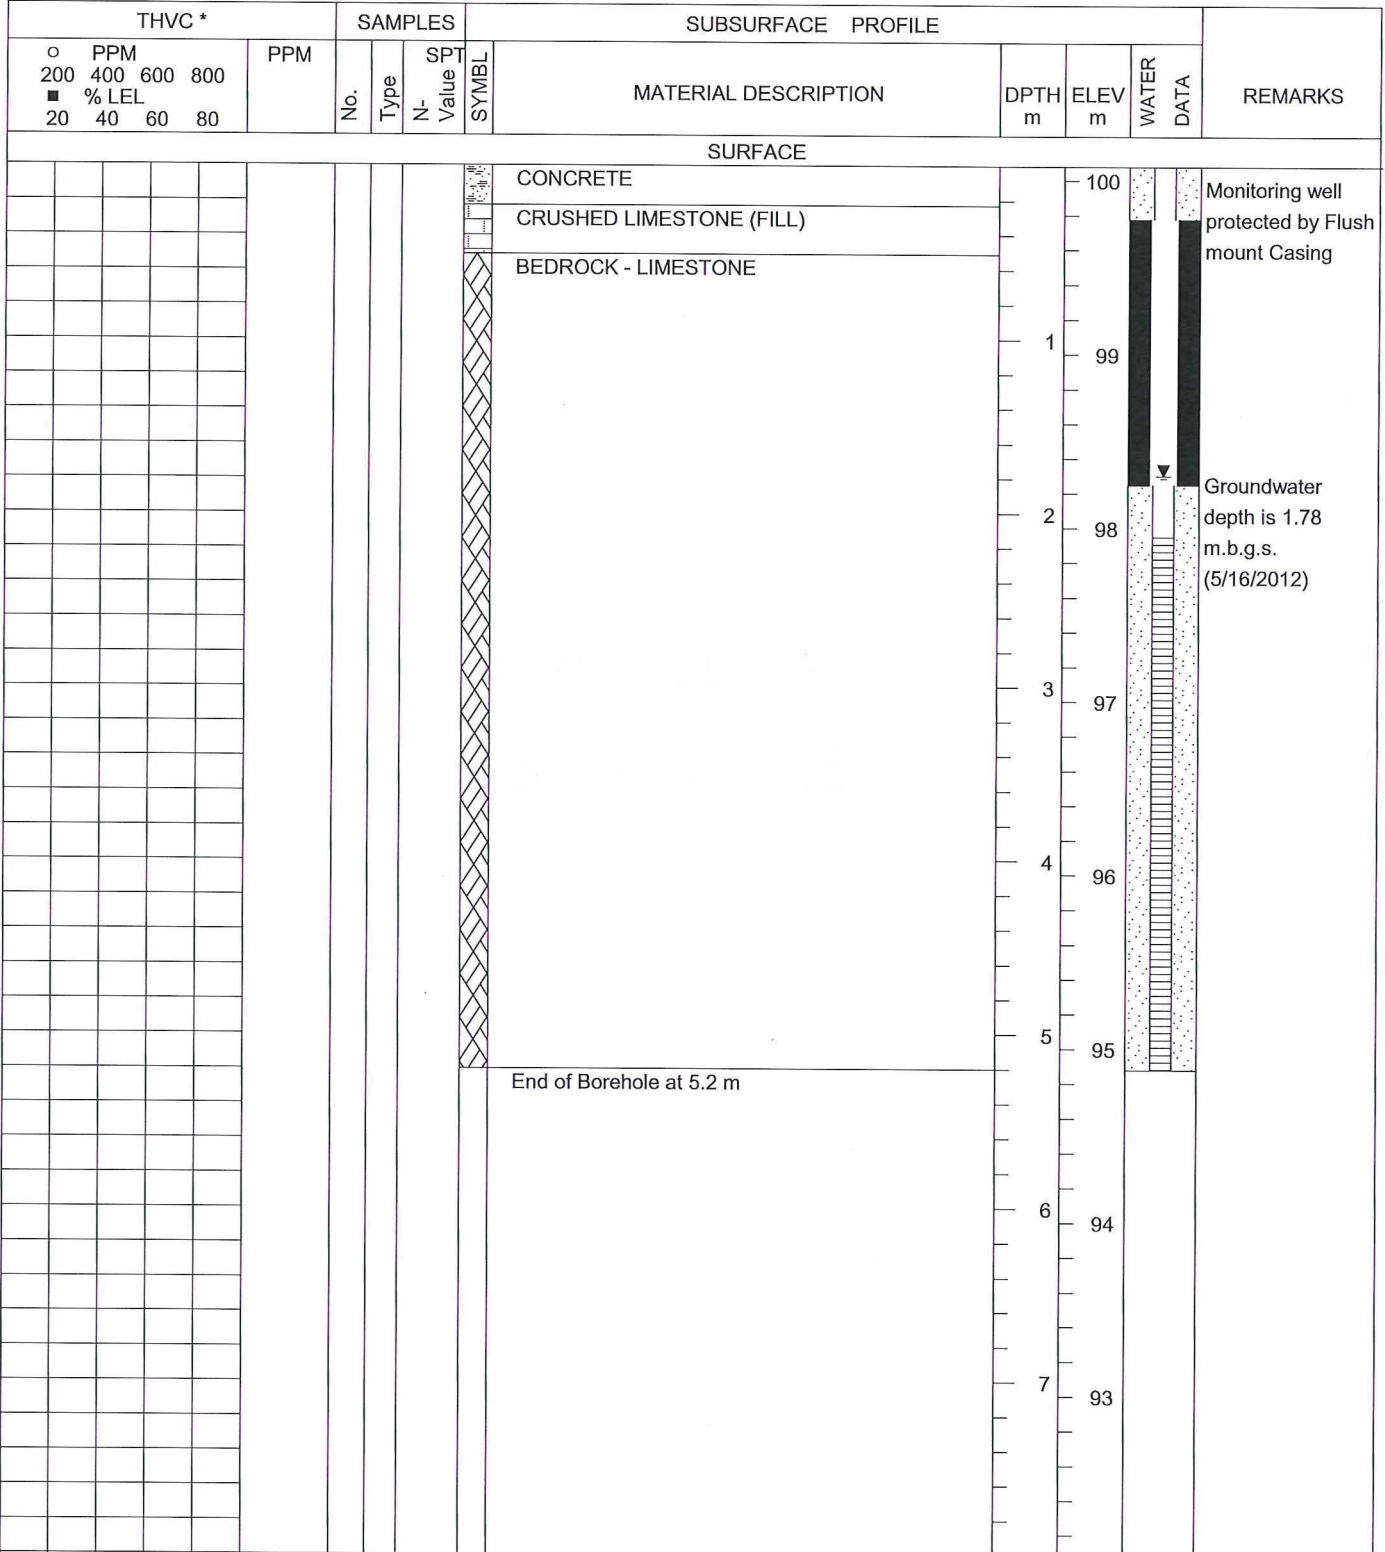 THVC *
SAMPLES
SUBSURFACE PROFILE
○ PPM
200 400 600 800
■ % LEL
20 40 60 80
PPM
No.
Type
SPT
N-
Value
SYMBL
MATERIAL DESCRIPTION
DPTH
m
ELEV
m
WATER
DATA
REMARKS
SURFACE
CONCRETE
CRUSHED LIMESTONE (FILL)
BEDROCK - LIMESTONE
End of Borehole at 5.2 m
1
2
3
4
5
6
7
100
99
98
97
96
95
94
93
Monitoring well
protected by Flush
mount Casing
Groundwater
depth is 1.78
m.b.g.s.
(5/16/2012)